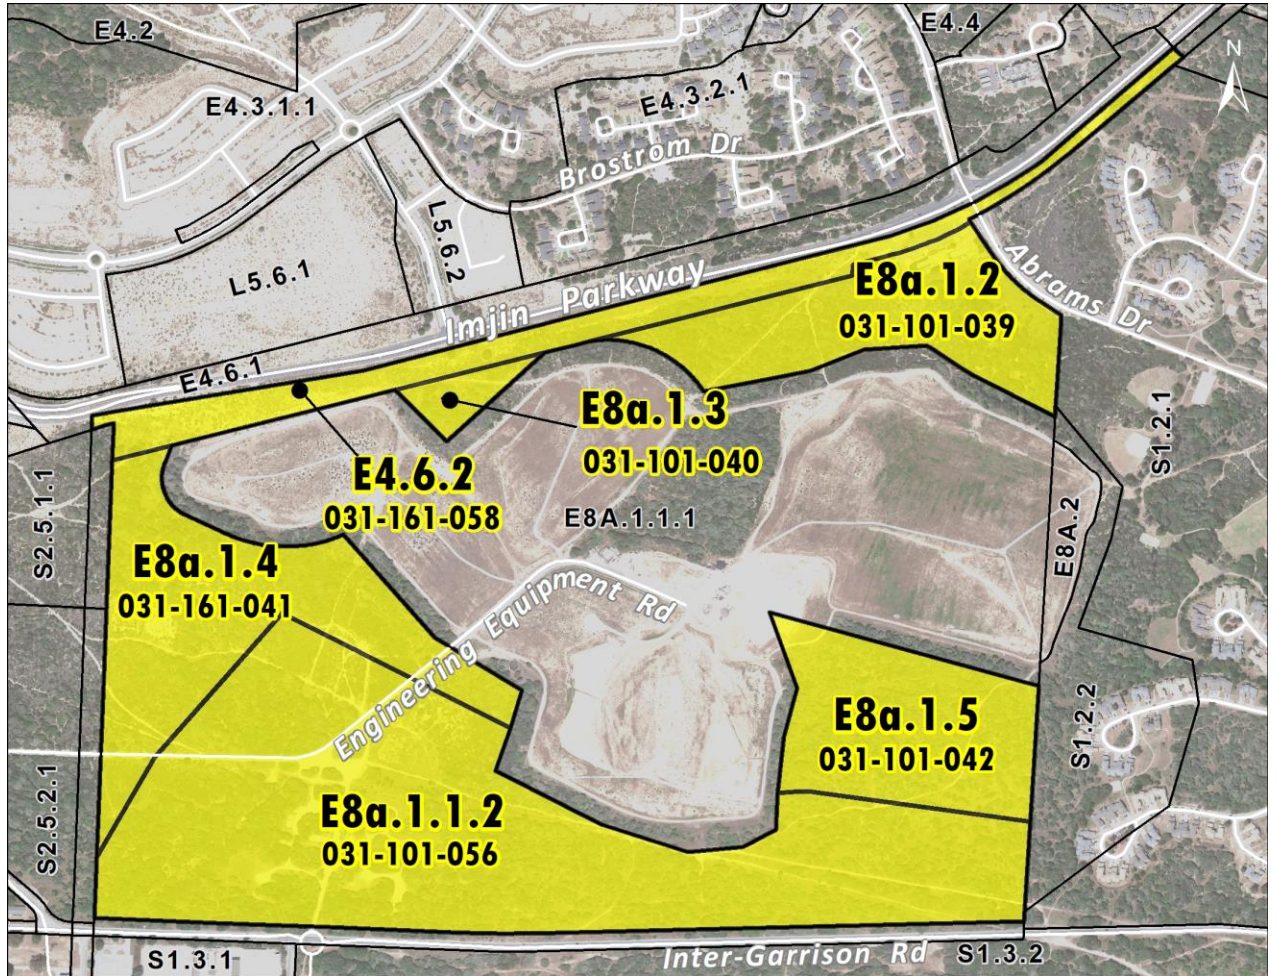 E4.2
E4.4
N
E4.3.1.1
E4.3.2.1
Brostrom Dr
L5.6.2
L5.6.1
Imjin Parkway
Abrams Dr
E8a.1.2
031-101-039
E4.6.1
E8a.1.3
031-101-040
S1.2.1
E4.6.2
031-161-058
E8A.1.1.1
S2.5.1.1
E8A.2
E8a.1.4
031-161-041
Engineering Equipment Rd
E8a.1.5
031-101-042
S1.2.2
S2.5.2.1
E8a.1.1.2
031-101-056
S1.3.1
Inter-Garrison Rd
S1.3.2